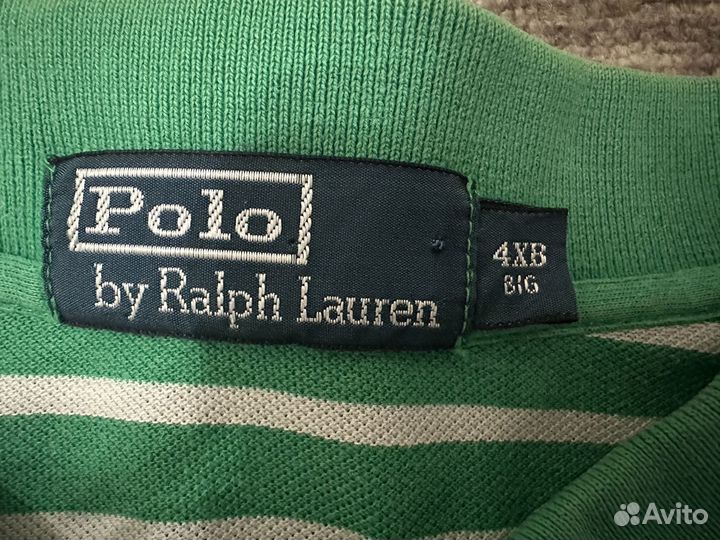 Polo
by Ralph Lauren
4XB
BIG
Avito